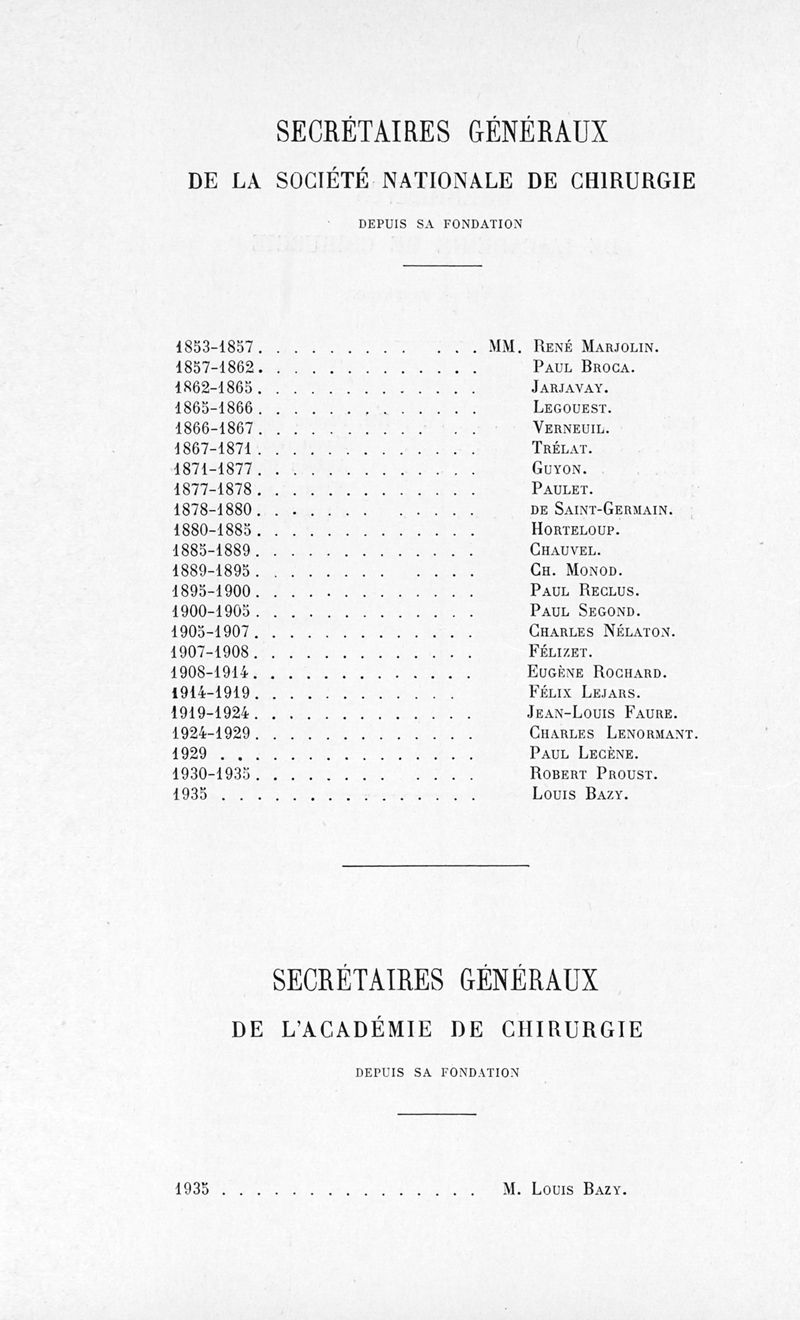 SECRÉTAIRES GÉNÉRAUX
DE LA SOCIÉTÉ NATIONALE DE CHIRURGIE
DEPUIS SA FONDATION
1853-1857. . . . . . . . . . . . MM. RENÉ MARJOLIN.
1857-1862. . . . . . . . . . . . . PAUL BROCA.
1862-1865. . . . . . . . . . . . . JARJAVAY.
1865-1866. . . . . . . . . . . . . LEGOUEST.
1866-1867. . . . . . . . . . . . VERNEUIL.
1867-1871. . . . . . . . . . . . . TRÉLAT.
1871-1877. . . . . . . . . . . . . GUYON.
1877-1878. . . . . . . . . . . . . PAULET.
1878-1880. . . . . . . . . . . . DE SAINT-GERMAIN.
1880-1885. . . . . . . . . . . . . HORTELOUP.
1885-1889. . . . . . . . . . . . . CHAUVEL.
1889-1895. . . . . . . . . . . . CH. MONOD.
1895-1900. . . . . . . . . . . . . PAUL RECLUS.
1900-1905. . . . . . . . . . . . . PAUL SEGOND.
1905-1907. . . . . . . . . . . . . CHARLES NÉLATON.
1907-1908. . . . . . . . . . . . . FÉLIZET.
1908-1914. . . . . . . . . . . . . EUGÈNE ROCHARD.
1914-1919. . . . . . . . . . . . FÉLIX LEJARS.
1919-1924. . . . . . . . . . . . . JEAN-LOUIS FAURE.
1924-1929. . . . . . . . . . . . . CHARLES LENORMANT.
1929 . . . . . . . . . . . . . . . PAUL LECÈNE.
1930-1935. . . . . . . . . . . . ROBERT PROUST.
1935 . . . . . . . . . . . . . . . LOUIS BAZY.
SECRÉTAIRES GÉNÉRAUX
DE L'ACADÉMIE DE CHIRURGIE
DEPUIS SA FONDATION
1935 . . . . . . . . . . . . . . . M. LOUIS BAZY.